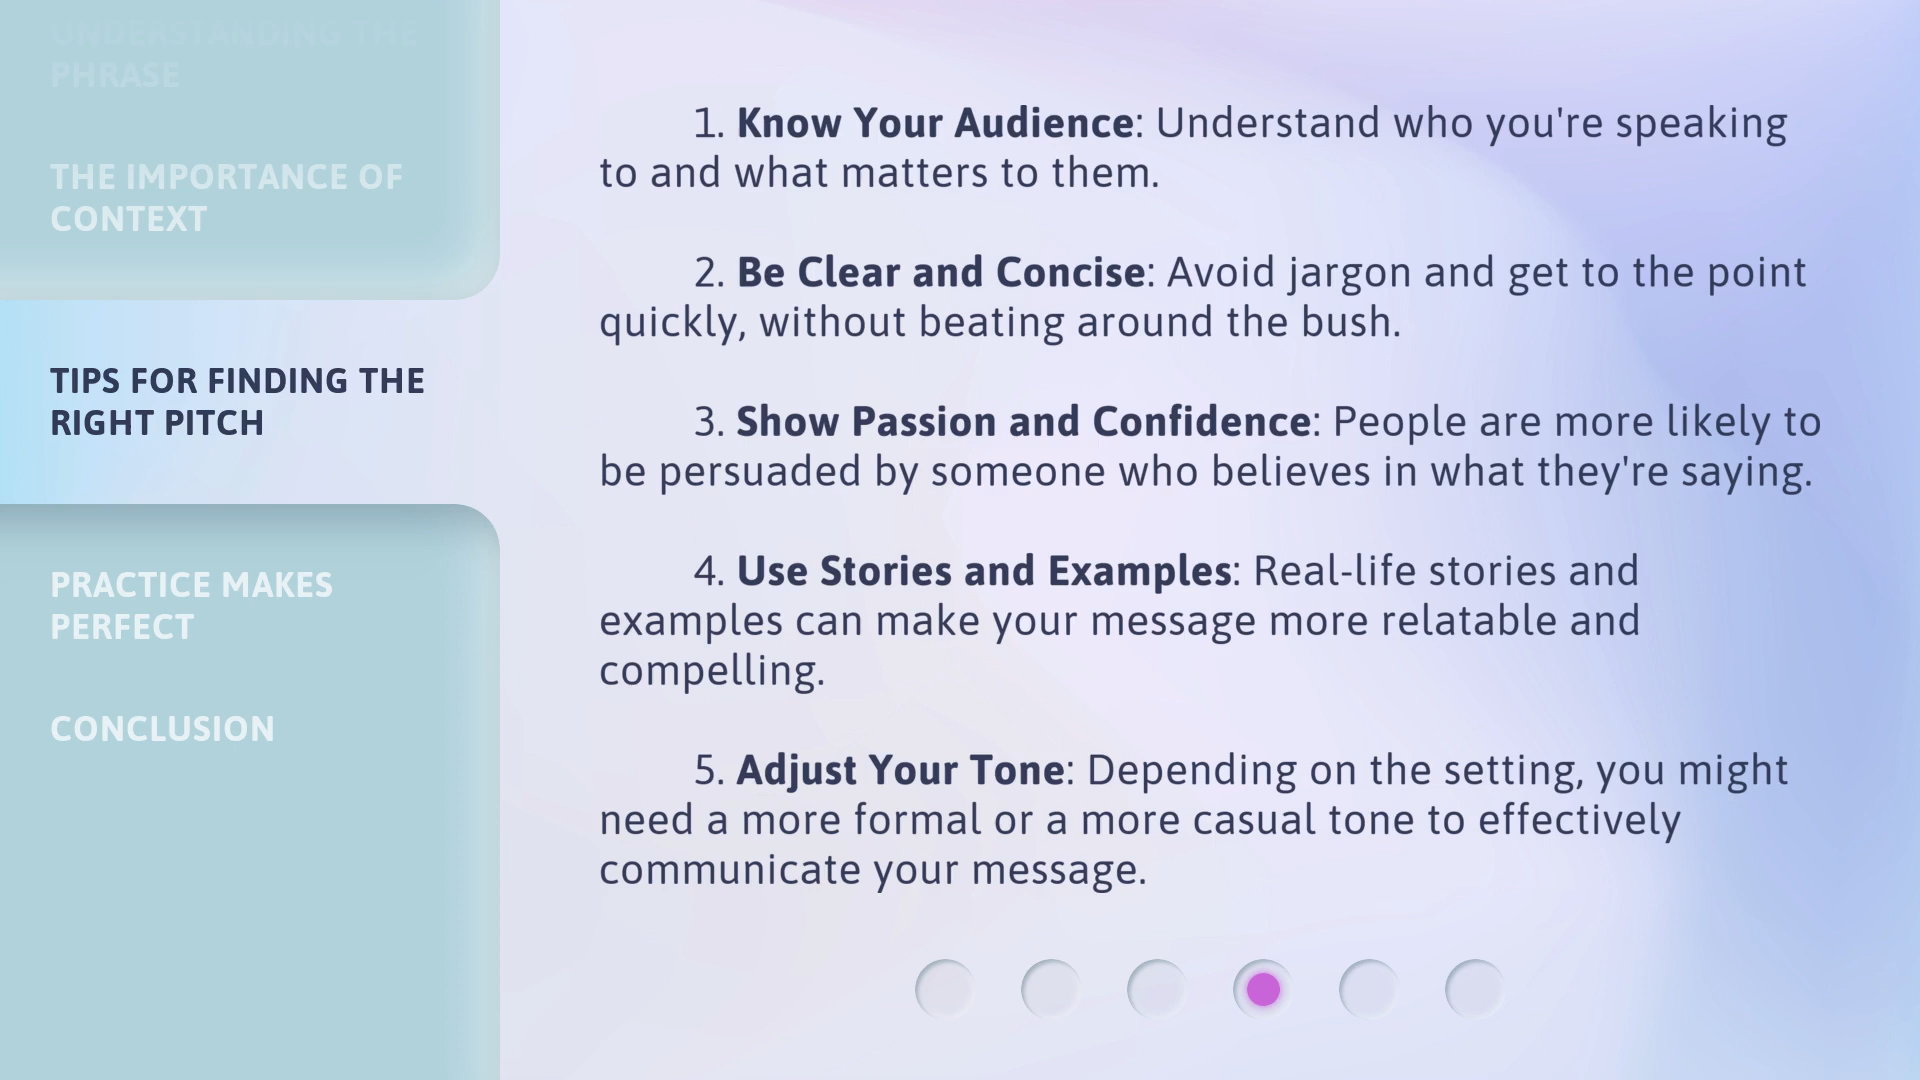 UNDERSTANDING THE
PHRASE
THE IMPORTANCE OF
CONTEXT
TIPS FOR FINDING THE
RIGHT PITCH
PRACTICE MAKES
PERFECT
CONCLUSION
1. Know Your Audience: Understand who you're speaking
to and what matters to them.
2. Be Clear and Concise: Avoid jargon and get to the point
quickly, without beating around the bush.
3. Show Passion and Confidence: People are more likely to
be persuaded by someone who believes in what they're saying.
4. Use Stories and Examples: Real-life stories and
examples can make your message more relatable and
compelling.
5. Adjust Your Tone: Depending on the setting, you might
need a more formal or a more casual tone to effectively
communicate your message.